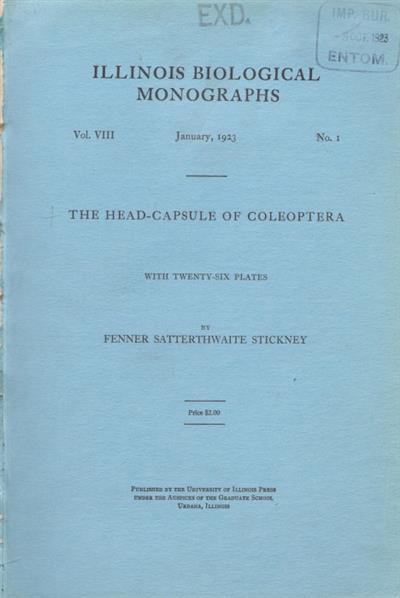 EXD.
IMP. BUR.
1923
ENTOM.
ILLINOIS BIOLOGICAL
MONOGRAPHS
Vol. VIII January, 1923 No. 1
THE HEAD-CAPSULE OF COLEOPTERA
WITH TWENTY-SIX PLATES
BY
FENNER SATTERTHWAITE STICKNEY
Price $2.00
Published by the University of Illinois Press
under the Auspices of the Graduate School
Urbana, Illinois